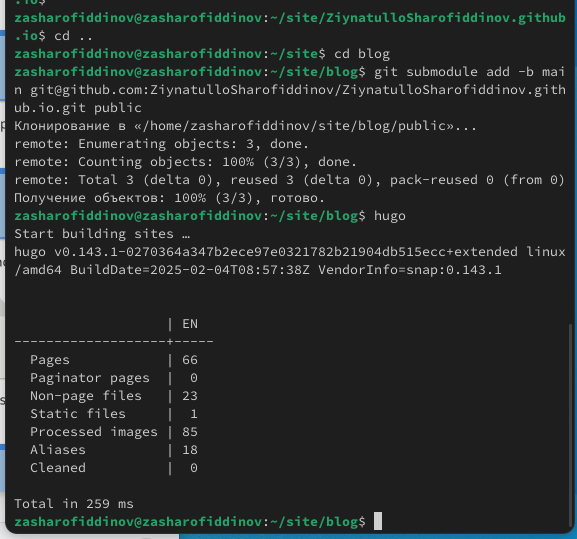 .io$
zasharofiddinov@zasharofiddinov:~/site/ZiynatulloSharofiddinov.github
.io$ cd ..
zasharofiddinov@zasharofiddinov:~/site$ cd blog
zasharofiddinov@zasharofiddinov:~/site/blog$ git submodule add -b mai
n git@github.com:ZiynatulloSharofiddinov/ZiynatulloSharofiddinov.gith
ub.io.git public
Клонирование в «/home/zasharofiddinov/site/blog/public»...
remote: Enumerating objects: 3, done.
remote: Counting objects: 100% (3/3), done.
remote: Total 3 (delta 0), reused 3 (delta 0), pack-reused 0 (from 0)
Получение объектов: 100% (3/3), готово.
zasharofiddinov@zasharofiddinov:~/site/blog$ hugo
Start building sites …
hugo v0.143.1-0270364a347b2ece97e0321782b21904db515ecc+extended linux
/amd64 BuildDate=2025-02-04T08:57:38Z VendorInfo=snap:0.143.1
                   | EN
-------------------+-----
  Pages            | 66
  Paginator pages  |  0
  Non-page files   | 23
  Static files     |  1
  Processed images | 85
  Aliases          | 18
  Cleaned          |  0
Total in 259 ms
zasharofiddinov@zasharofiddinov:~/site/blog$